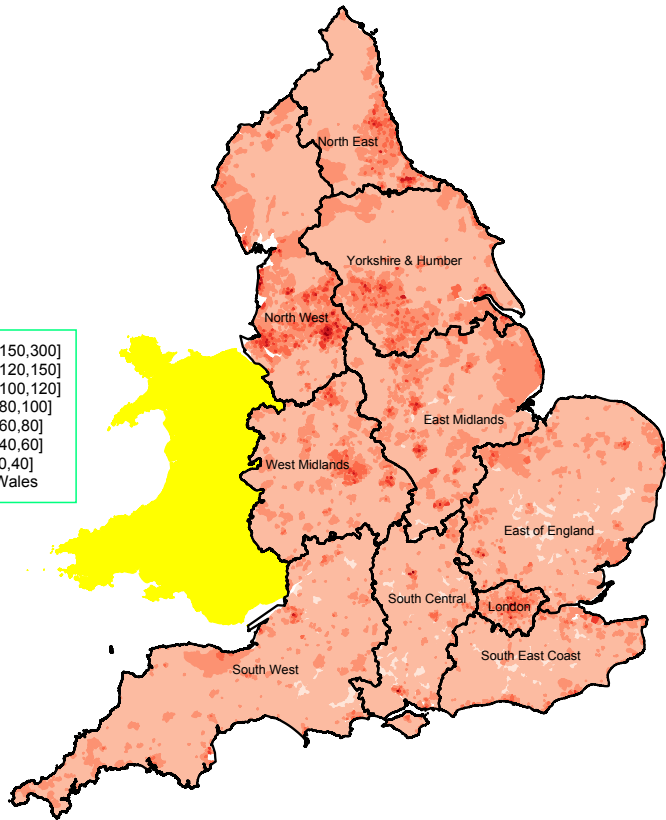 North East
Yorkshire & Humber
North West
150,300]
120,150]
100,120]
80,100]
60,80]
40,60]
0,40]
Wales
East Midlands
West Midlands
East of England
South Central
London
South East Coast
South West